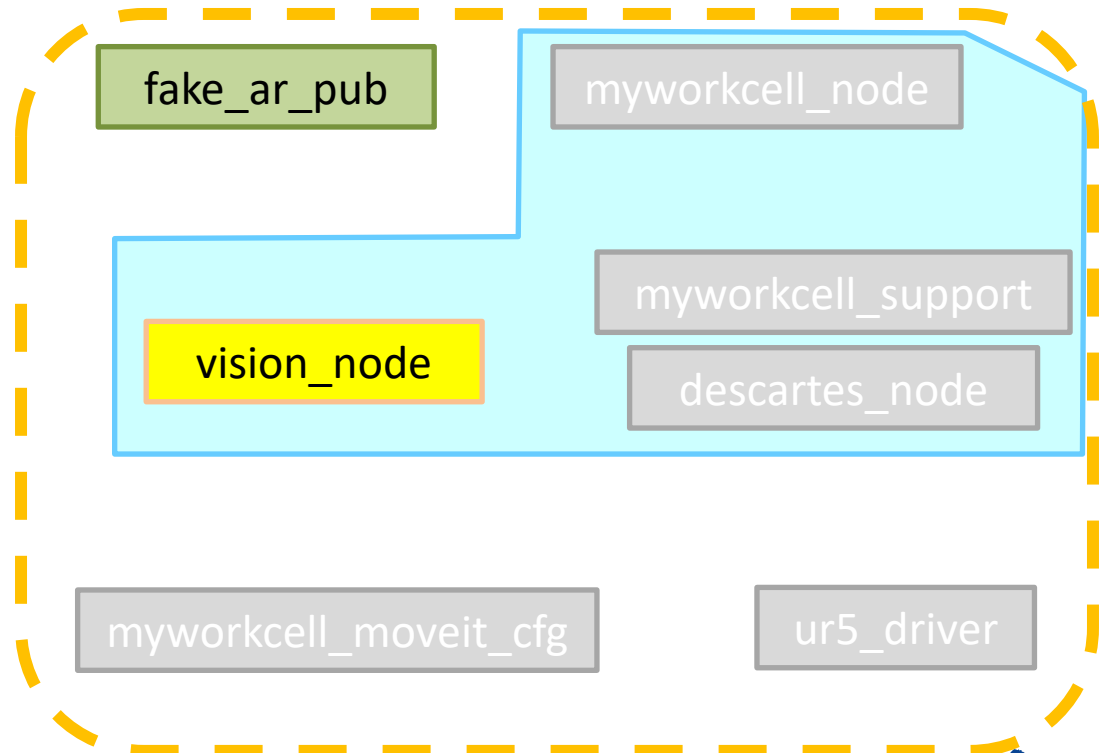 fake_ar_pub
myworkcell_node
myworkcell_support
vision_node
descartes_node
myworkcell_moveit_cfg
ur5_driver